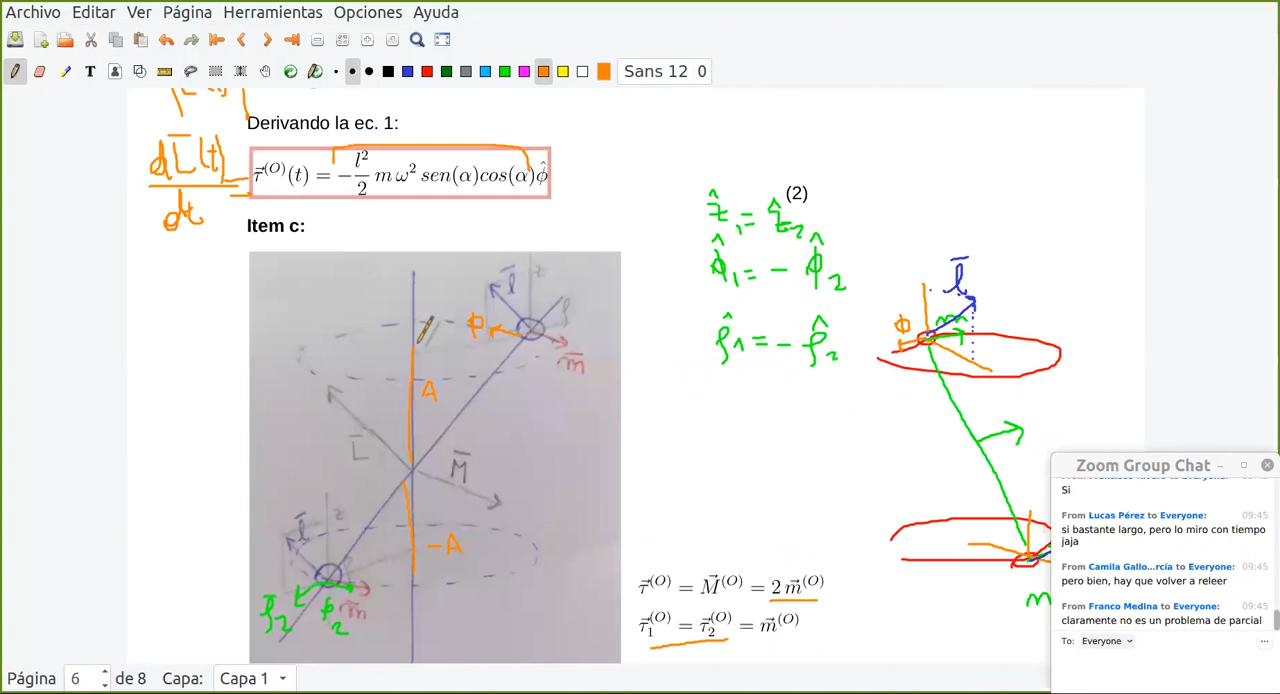 Archivo Editar Ver Página Herramientas Opciones Ayuda
Sans 12 0
Derivando la ec. 1:
dL̄(t)
dt
τ⃗^(O)(t) = −l²/2 m ω² sen(α)cos(α)φ̂
(2)
Item c:
ẑ₁ = ẑ₂
φ̂₁ = − φ̂₂
ρ̂₁ = − ρ̂₂
l̄
z
ρ
φ
m̄
A
L̄
M̄
−A
l̄
z
m̄
ρ₂
φ₂
l̄
φ
m
m
τ⃗^(O) = M⃗^(O) = 2 m⃗^(O)
τ⃗₁^(O) = τ⃗₂^(O) = m⃗^(O)
Zoom Group Chat
Si
From Lucas Pérez to Everyone: 09:45
si bastante largo, pero lo miro con tiempo
jaja
From Camila Gallo...rcía to Everyone: 09:45
pero bien, hay que volver a releer
From Franco Medina to Everyone: 09:45
claramente no es un problema de parcial
To: Everyone
Página 6 de 8 Capa: Capa 1